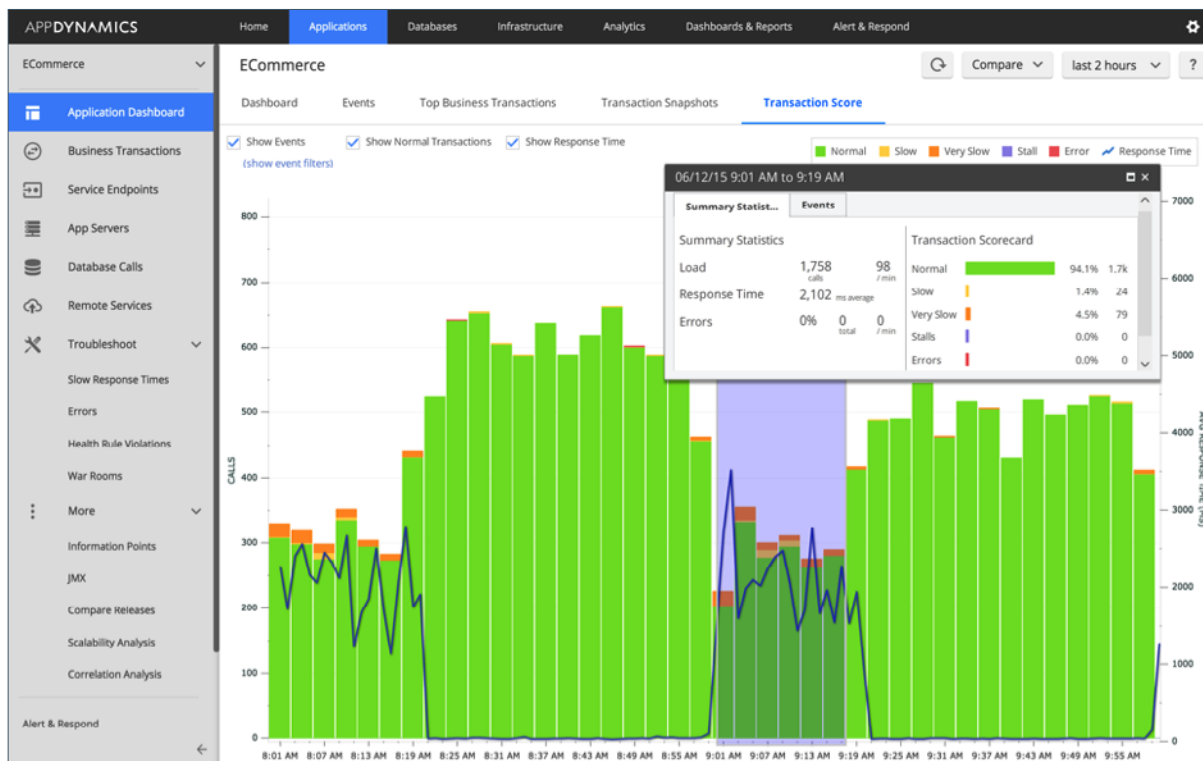 APPDYNAMICS
Home Applications Databases Infrastructure Analytics Dashboards & Reports Alert & Respond
ECommerce
Application Dashboard
Business Transactions
Service Endpoints
App Servers
Database Calls
Remote Services
Troubleshoot
Slow Response Times
Errors
Health Rule Violations
War Rooms
More
Information Points
JMX
Compare Releases
Scalability Analysis
Correlation Analysis
Alert & Respond
ECommerce
Compare last 2 hours ?
Dashboard Events Top Business Transactions Transaction Snapshots Transaction Score
Show Events Show Normal Transactions Show Response Time
(show event filters)
Normal Slow Very Slow Stall Error Response Time
06/12/15 9:01 AM to 9:19 AM
Summary Statist... Events
Summary Statistics
Load 1,758 calls 98 / min
Response Time 2,102 ms average
Errors 0% 0 total 0 / min
Transaction Scorecard
Normal 94.1% 1.7k
Slow 1.4% 24
Very Slow 4.5% 79
Stalls 0.0% 0
Errors 0.0% 0
CALLS
800
700
600
500
400
300
200
100
0
7000
6000
5000
4000
3000
2000
1000
0
AVG RESPONSE TIME (MS)
8:01 AM 8:07 AM 8:13 AM 8:19 AM 8:25 AM 8:31 AM 8:37 AM 8:43 AM 8:49 AM 8:55 AM 9:01 AM 9:07 AM 9:13 AM 9:19 AM 9:25 AM 9:31 AM 9:37 AM 9:43 AM 9:49 AM 9:55 AM